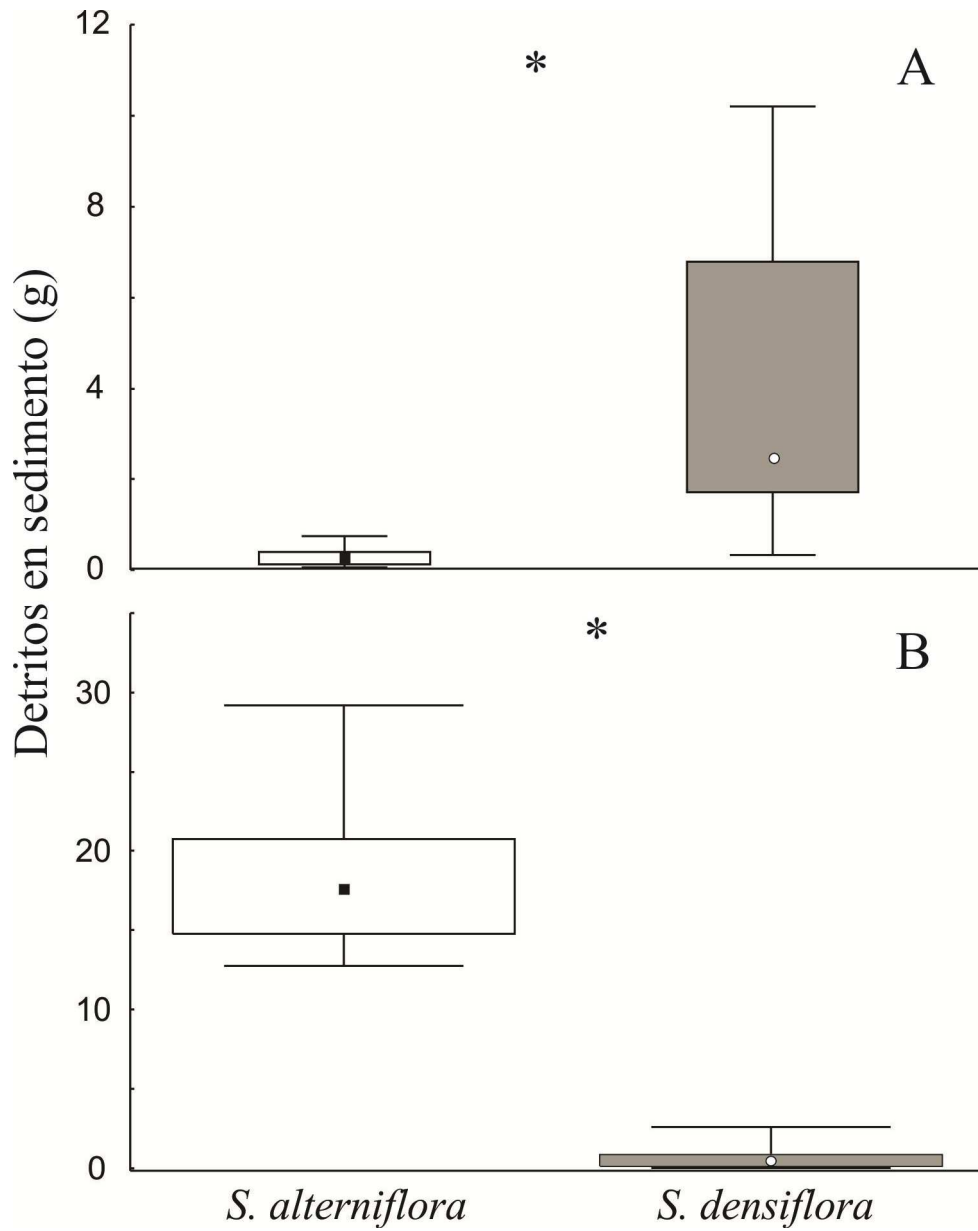 12
*
A
8
4
0
Detritos en sedimento (g)
*
B
30
20
10
0
S. alterniflora
S. densiflora